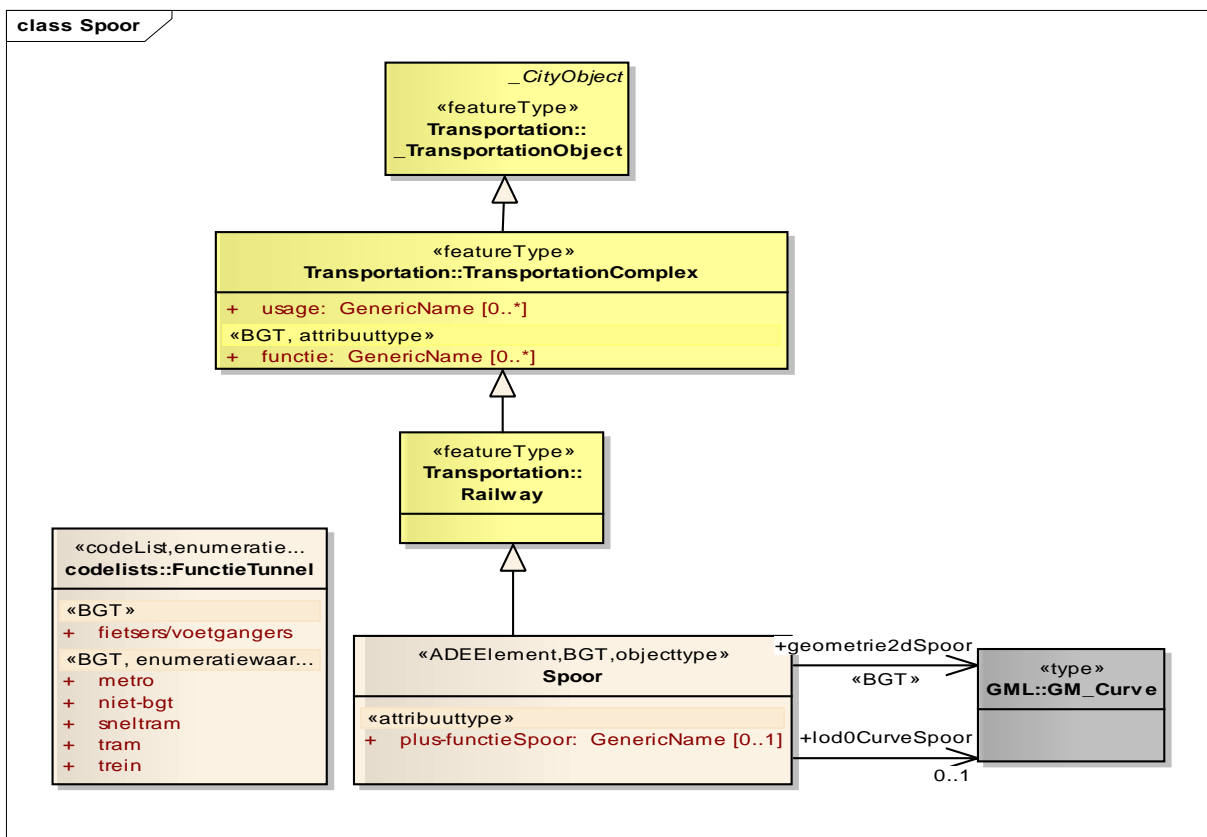 class Spoor
_CityObject
«featureType»
Transportation::
_TransportationObject
«featureType»
Transportation::TransportationComplex
+ usage: GenericName [0..*]
«BGT, attribuuttype»
+ functie: GenericName [0..*]
«featureType»
Transportation::
Railway
«codeList,enumeratie...
codelists::FunctieTunnel
«BGT»
+ fietsers/voetgangers
«BGT, enumeratiewaar...
+ metro
+ niet-bgt
+ sneltram
+ tram
+ trein
«ADEElement,BGT,objecttype»
Spoor
«attribuuttype»
+ plus-functieSpoor: GenericName [0..1]
+geometrie2dSpoor
«BGT»
+lod0CurveSpoor
0..1
«type»
GML::GM_Curve